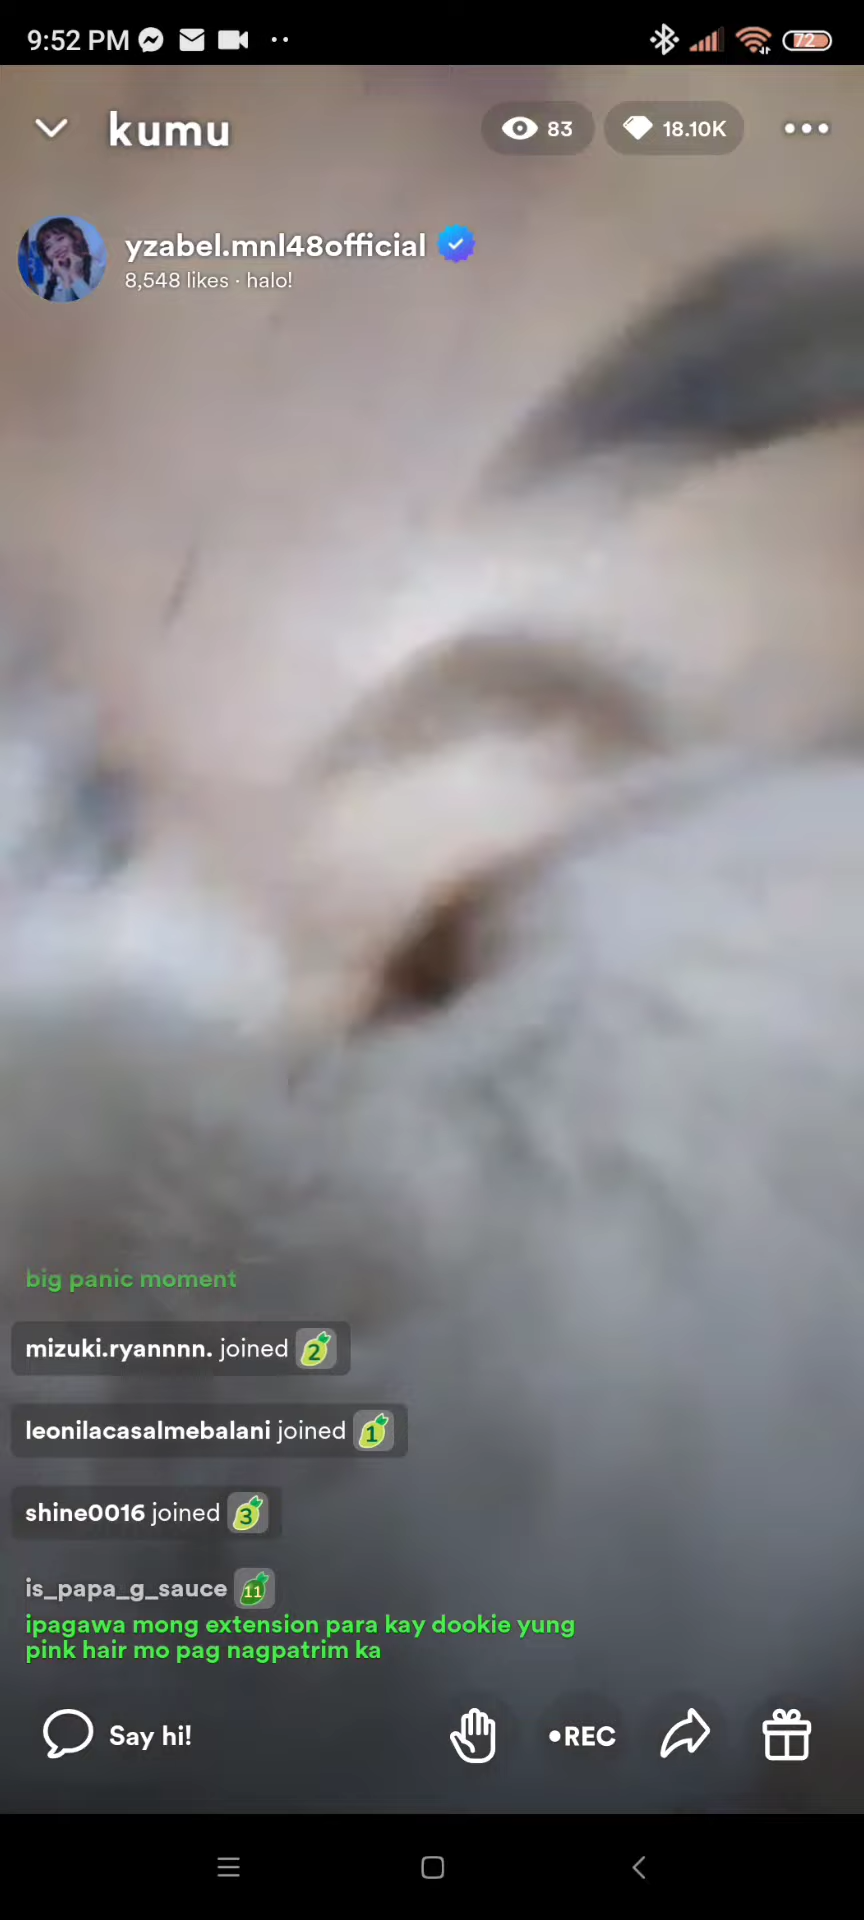 9:52 PM
72
kumu
83
18.10K
yzabel.mnl48official
8,548 likes · halo!
big panic moment
mizuki.ryannnn. joined 2
leonilacasalmebalani joined 1
shine0016 joined 3
is_papa_g_sauce 11
ipagawa mong extension para kay dookie yung
pink hair mo pag nagpatrim ka
Say hi!
•REC